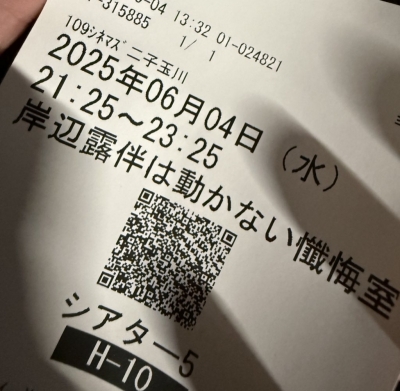 -04 13:32 01-024821
-315885 1/ 1
109ｼﾈﾏｽﾞ二子玉川
2025年06月04日（水）
21:25～23:25
岸辺露伴は動かない懺悔室
シアター5
H-10